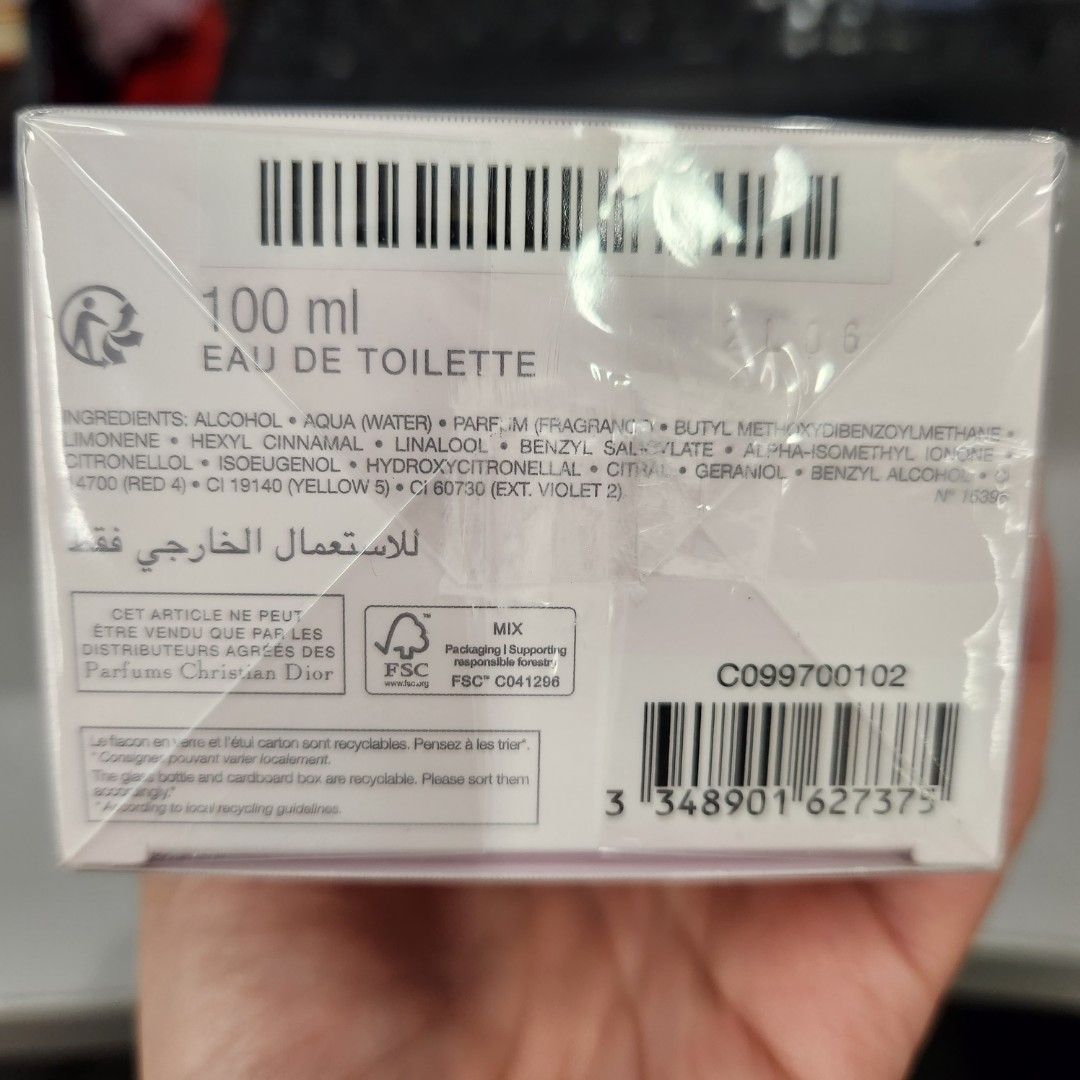 100 ml
EAU DE TOILETTE
INGREDIENTS: ALCOHOL • AQUA (WATER) • PARFUM (FRAGRANCE) • BUTYL METHOXYDIBENZOYLMETHANE •
LIMONENE • HEXYL CINNAMAL • LINALOOL • BENZYL SALICYLATE • ALPHA-ISOMETHYL IONONE •
CITRONELLOL • ISOEUGENOL • HYDROXYCITRONELLAL • CITRAL • GERANIOL • BENZYL ALCOHOL • CI
14700 (RED 4) • CI 19140 (YELLOW 5) • CI 60730 (EXT. VIOLET 2)
N° 16396
للاستعمال الخارجي فقط
CET ARTICLE NE PEUT
ÊTRE VENDU QUE PAR LES
DISTRIBUTEURS AGRÉÉS DES
Parfums Christian Dior
FSC
www.fsc.org
MIX
Packaging | Supporting
responsible forestry
FSC™ C041296
C099700102
Le flacon en verre et l'étui carton sont recyclables. Pensez à les trier*.
*Consignes pouvant varier localement.
The glass bottle and cardboard box are recyclable. Please sort them
accordingly.*
*According to local recycling guidelines.
3 348901 627375